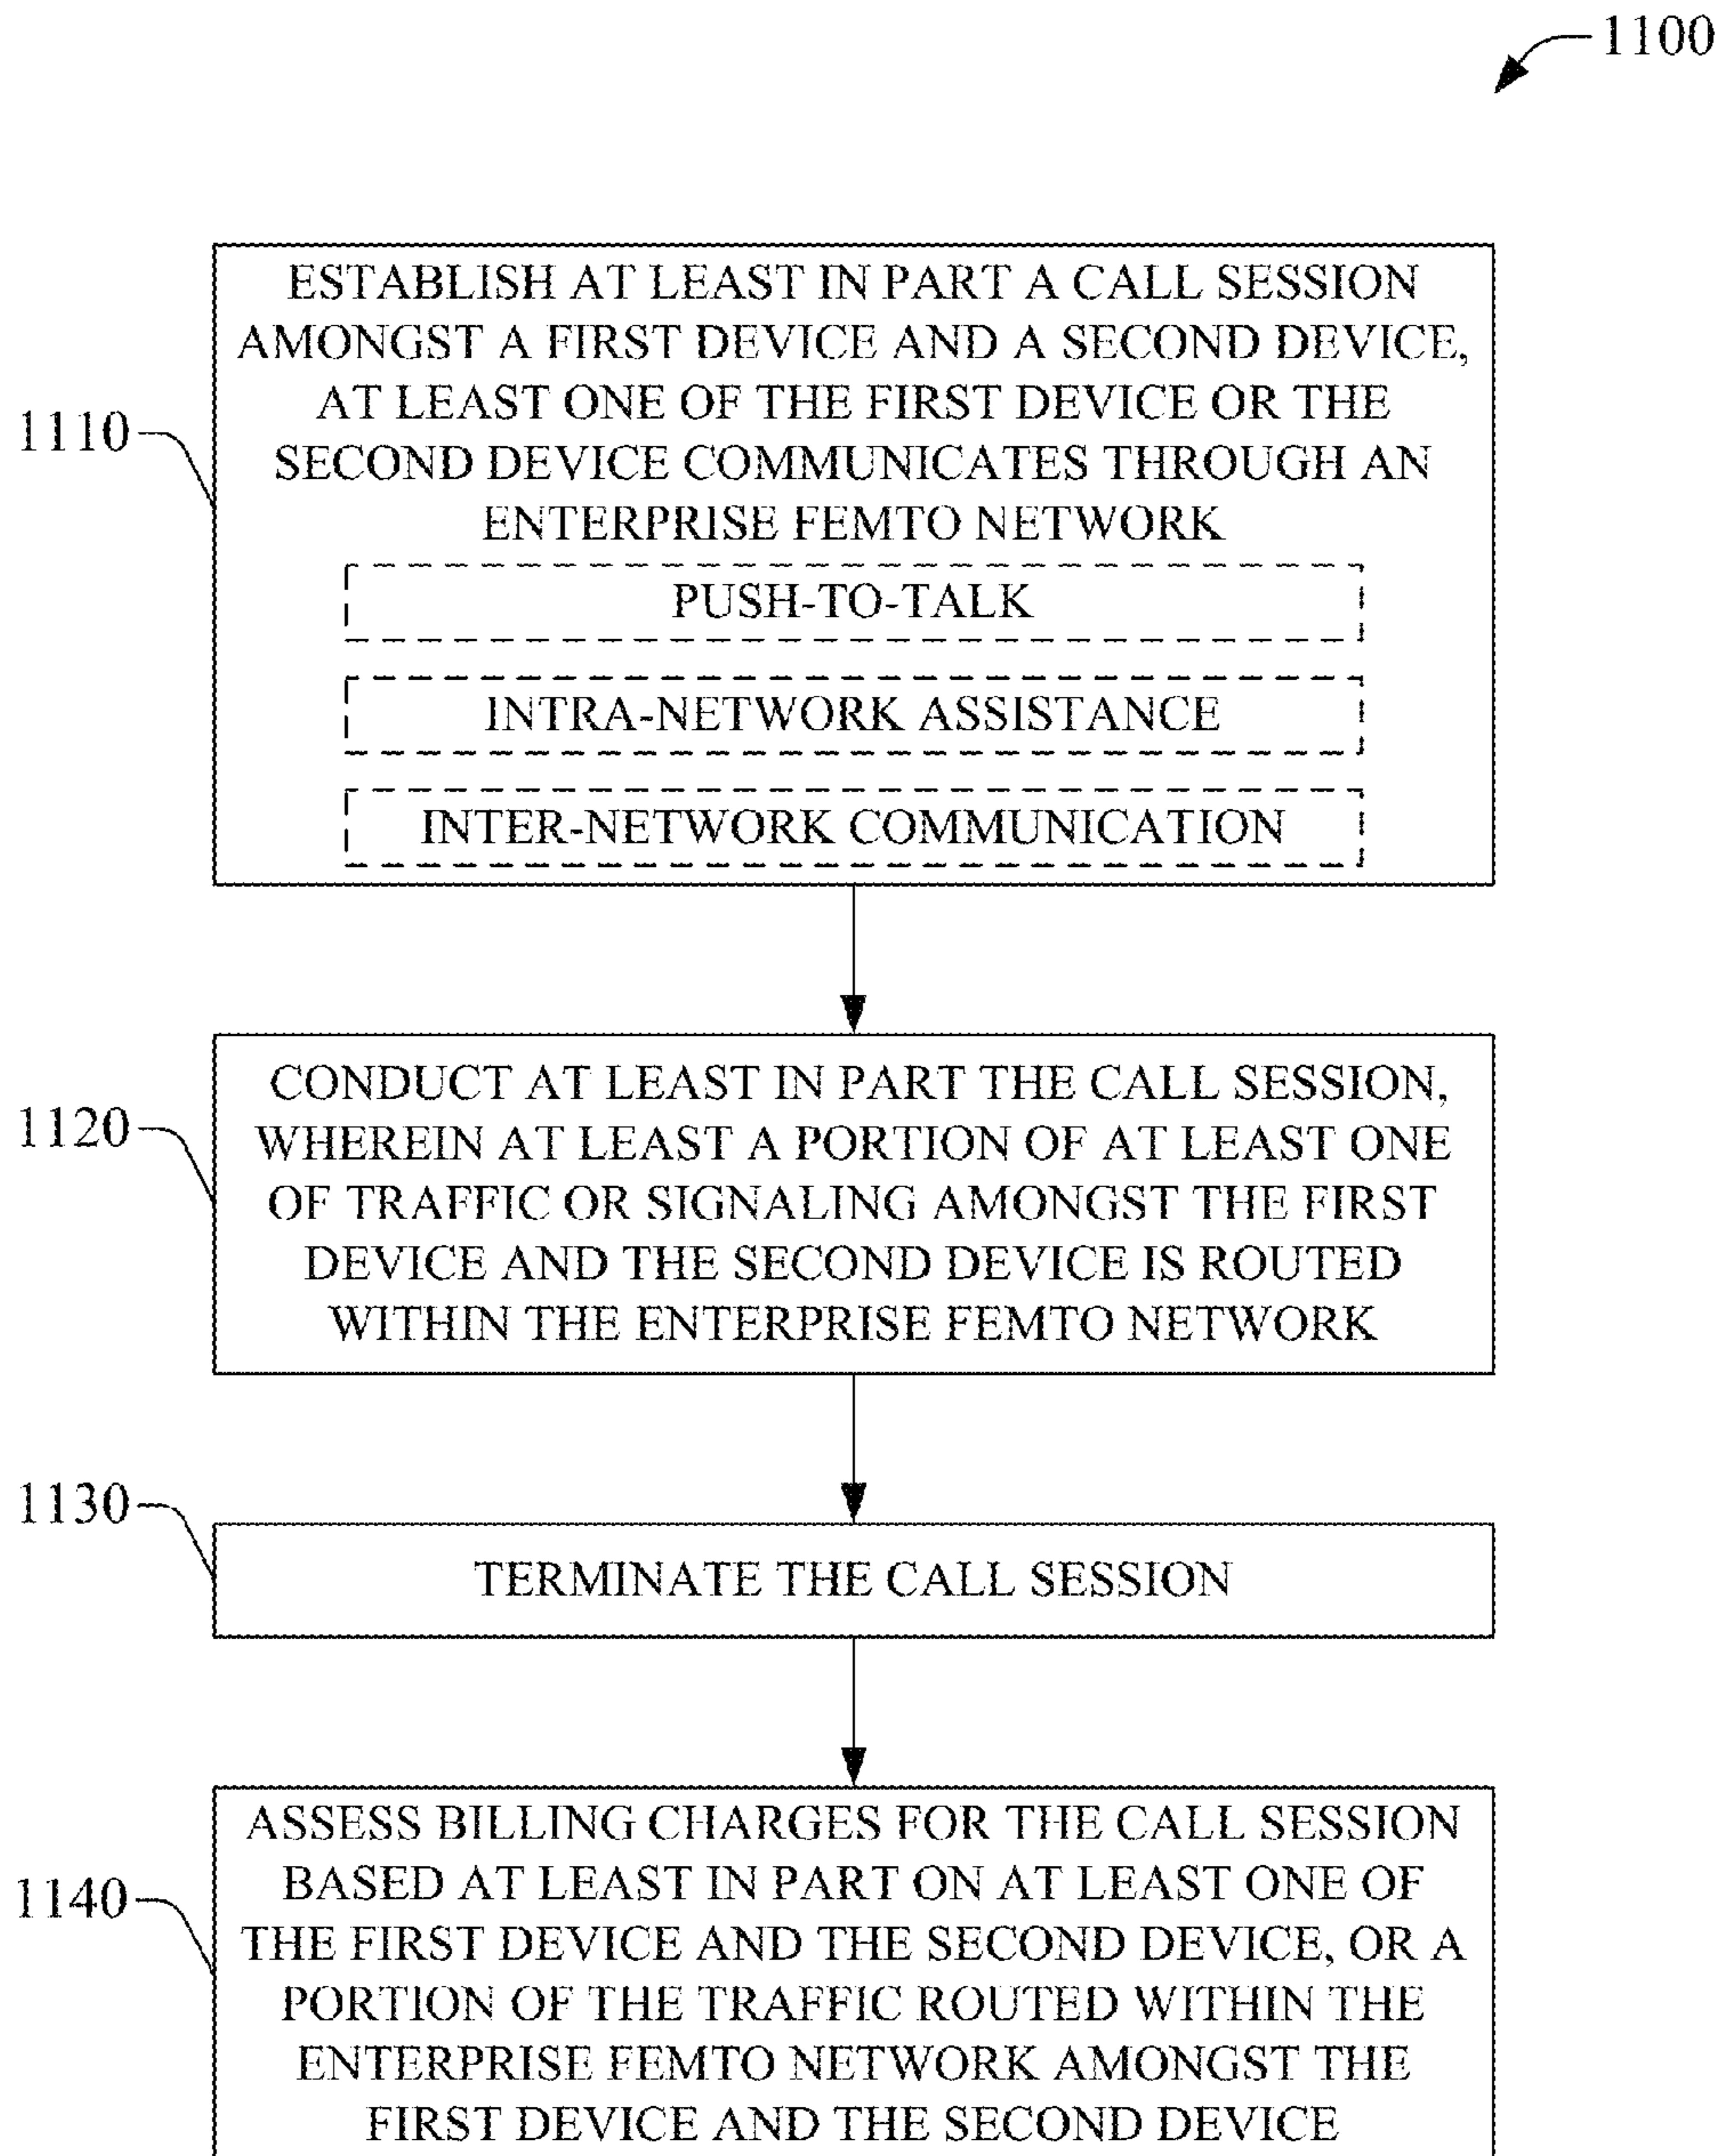 1100
ESTABLISH AT LEAST IN PART A CALL SESSION
AMONGST A FIRST DEVICE AND A SECOND DEVICE,
AT LEAST ONE OF THE FIRST DEVICE OR THE
SECOND DEVICE COMMUNICATES THROUGH AN
ENTERPRISE FEMTO NETWORK
1110
PUSH-TO-TALK
INTRA-NETWORK ASSISTANCE
INTER-NETWORK COMMUNICATION
CONDUCT AT LEAST IN PART THE CALL SESSION,
WHEREIN AT LEAST A PORTION OF AT LEAST ONE
OF TRAFFIC OR SIGNALING AMONGST THE FIRST
DEVICE AND THE SECOND DEVICE IS ROUTED
WITHIN THE ENTERPRISE FEMTO NETWORK
1120
1130
TERMINATE THE CALL SESSION
ASSESS BILLING CHARGES FOR THE CALL SESSION
BASED AT LEAST IN PART ON AT LEAST ONE OF
THE FIRST DEVICE AND THE SECOND DEVICE, OR A
PORTION OF THE TRAFFIC ROUTED WITHIN THE
ENTERPRISE FEMTO NETWORK AMONGST THE
FIRST DEVICE AND THE SECOND DEVICE
1140